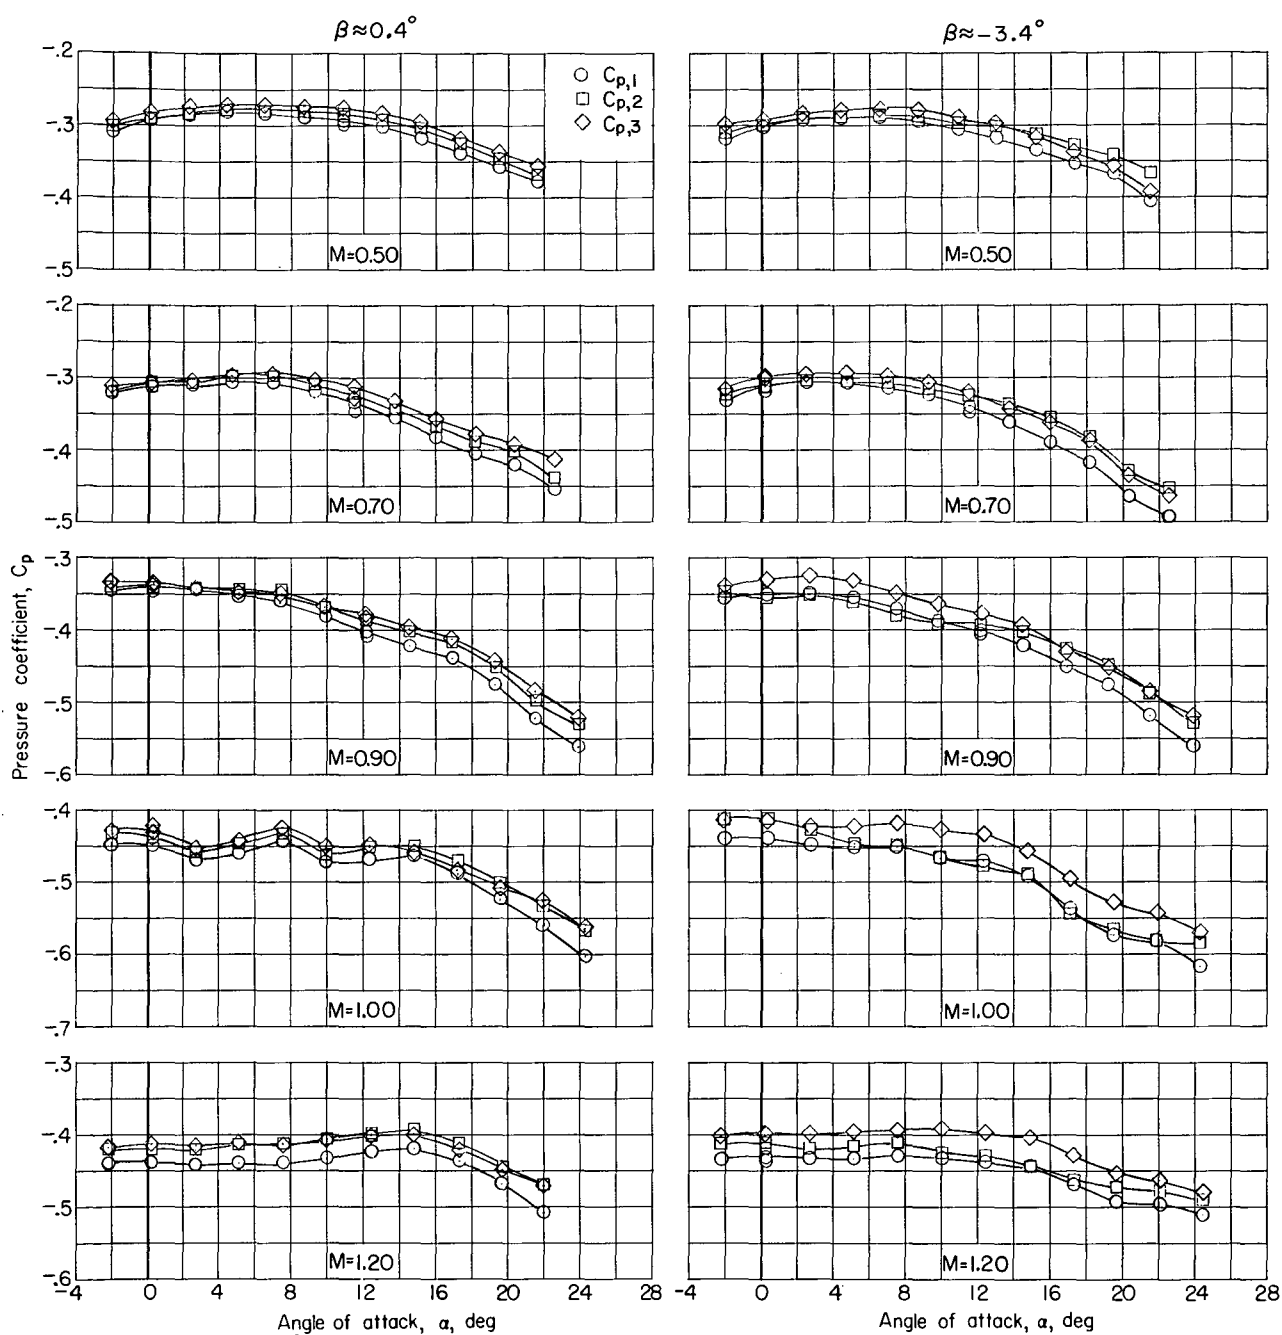 β≈0.4° β≈-3.4°
-.2
C_{p,1}
C_{p,2}
C_{p,3}
-.3
-.4
M=0.50 M=0.50
-.5
-.2
-.3
-.4
M=0.70 M=0.70
-.5
Pressure coefficient, C_p
-.3
-.4
-.5
M=0.90 M=0.90
-.6
-.4
-.5
-.6
M=1.00 M=1.00
-.7
-.3
-.4
-.5
M=1.20 M=1.20
-.6
-4 0 4 8 12 16 20 24 28 -4 0 4 8 12 16 20 24 28
Angle of attack, α, deg Angle of attack, α, deg